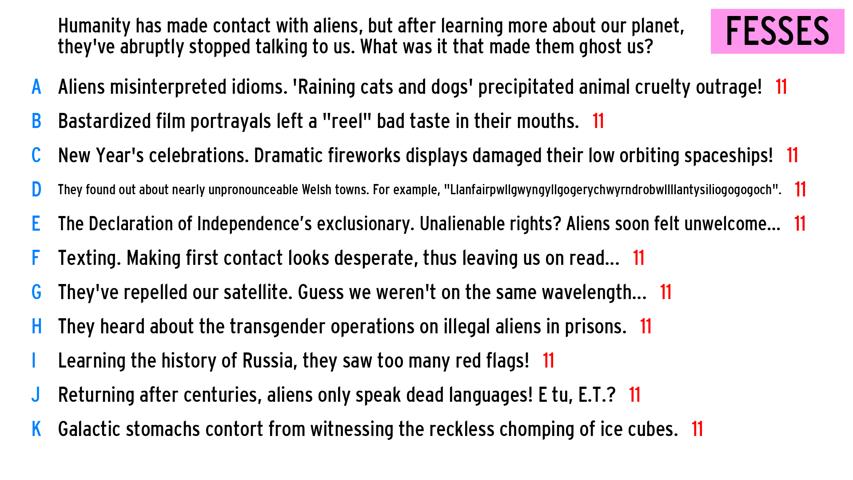 Humanity has made contact with aliens, but after learning more about our planet,
they've abruptly stopped talking to us. What was it that made them ghost us?
FESSES
A Aliens misinterpreted idioms. 'Raining cats and dogs' precipitated animal cruelty outrage! 11
B Bastardized film portrayals left a "reel" bad taste in their mouths. 11
C New Year's celebrations. Dramatic fireworks displays damaged their low orbiting spaceships! 11
D They found out about nearly unpronounceable Welsh towns. For example, "Llanfairpwllgwyngyllgogerychwyrndrobwllllantysiliogogogoch". 11
E The Declaration of Independence’s exclusionary. Unalienable rights? Aliens soon felt unwelcome... 11
F Texting. Making first contact looks desperate, thus leaving us on read... 11
G They've repelled our satellite. Guess we weren't on the same wavelength... 11
H They heard about the transgender operations on illegal aliens in prisons. 11
I Learning the history of Russia, they saw too many red flags! 11
J Returning after centuries, aliens only speak dead languages! E tu, E.T.? 11
K Galactic stomachs contort from witnessing the reckless chomping of ice cubes. 11